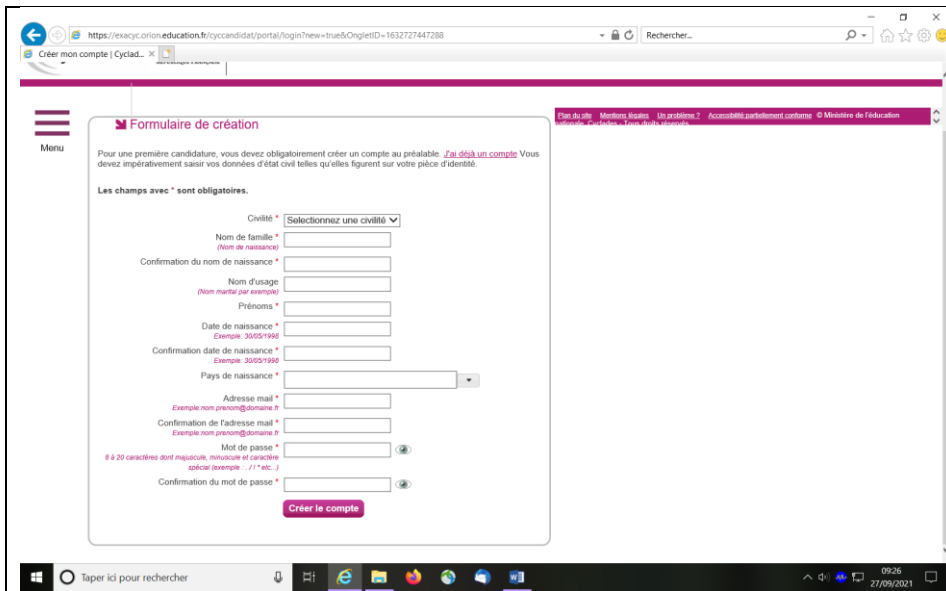 https://exacyc.orion.education.fr/cyccandidat/portal/login?new=true&OngletID=1632727447288
Rechercher...
Créer mon compte | Cyclad...
Menu
Formulaire de création
Pour une première candidature, vous devez obligatoirement créer un compte au préalable. J'ai déjà un compte Vous
devez impérativement saisir vos données d'état civil telles qu'elles figurent sur votre pièce d'identité.
Les champs avec * sont obligatoires.
Civilité * Selectionnez une civilité
Nom de famille *
(Nom de naissance)
Confirmation du nom de naissance *
Nom d'usage
(Nom marital par exemple)
Prénoms *
Date de naissance *
Exemple: 30/05/1998
Confirmation date de naissance *
Exemple: 30/05/1998
Pays de naissance *
Adresse mail *
Exemple:nom.prenom@domaine.fr
Confirmation de l'adresse mail *
Exemple:nom.prenom@domaine.fr
Mot de passe *
8 à 20 caractères dont majuscule, minuscule et caractère
spécial (exemple : . / ! * etc...)
Confirmation du mot de passe *
Créer le compte
Plan du site Mentions légales Un problème ? Accessibilité partiellement conforme © Ministère de l'éducation
nationale. Cyclades - Tous droits réservés.
Taper ici pour rechercher
09:26
27/09/2021